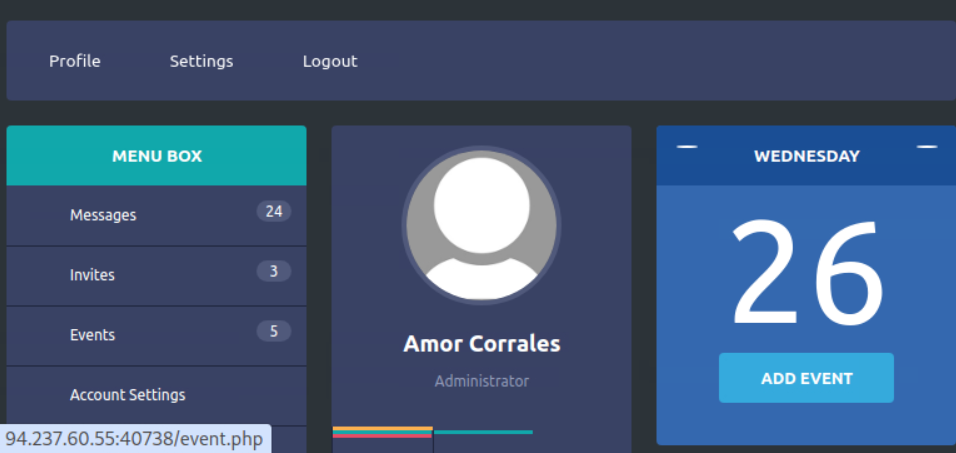 Profile Settings Logout
MENU BOX
Messages 24
Invites 3
Events 5
Account Settings
Amor Corrales
Administrator
WEDNESDAY
26
ADD EVENT
94.237.60.55:40738/event.php